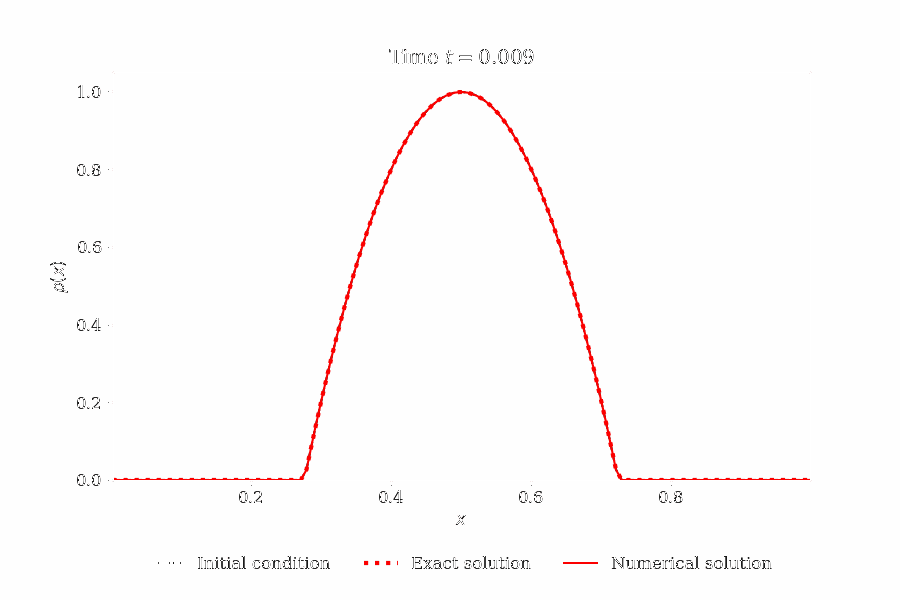 Time t = 0.009
1.0
0.8
0.6
0.4
0.2
0.0
ρ(x)
0.2 0.4 0.6 0.8
x
Initial condition Exact solution Numerical solution